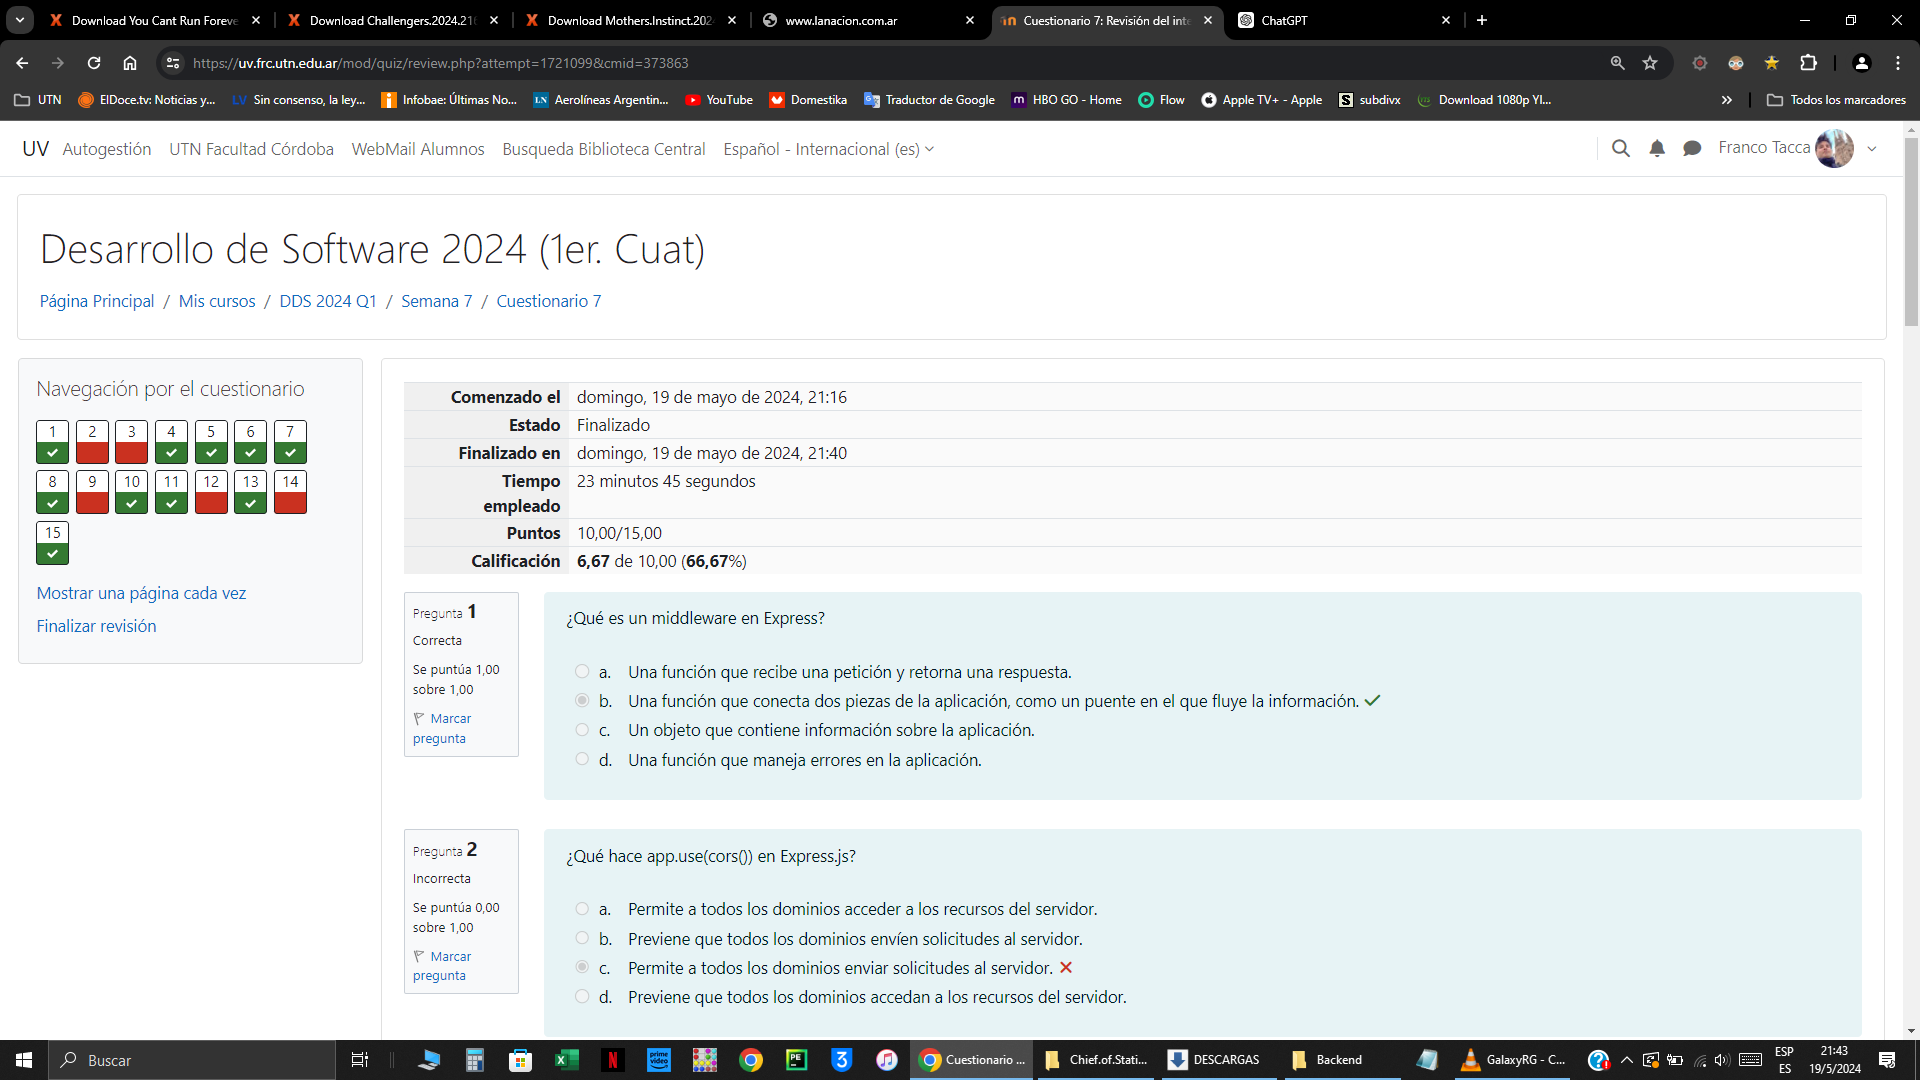 Download You Cant Run Foreve
Download Challengers.2024.21
Download Mothers.Instinct.202
www.lanacion.com.ar
Cuestionario 7: Revisión del inte
ChatGPT
https://uv.frc.utn.edu.ar/mod/quiz/review.php?attempt=1721099&cmid=373863
UTN
ElDoce.tv: Noticias y...
LV Sin consenso, la ley...
Infobae: Últimas No...
LN Aerolíneas Argentin...
YouTube
Domestika
Traductor de Google
m HBO GO - Home
Flow
Apple TV+ - Apple
S subdivx
Download 1080p YI...
Todos los marcadores
UV
Autogestión
UTN Facultad Córdoba
WebMail Alumnos
Busqueda Biblioteca Central
Español - Internacional (es)
Franco Tacca
Desarrollo de Software 2024 (1er. Cuat)
Página Principal / Mis cursos / DDS 2024 Q1 / Semana 7 / Cuestionario 7
Navegación por el cuestionario
1 2 3 4 5 6 7
8 9 10 11 12 13 14
15
Mostrar una página cada vez
Finalizar revisión
Comenzado el domingo, 19 de mayo de 2024, 21:16
Estado Finalizado
Finalizado en domingo, 19 de mayo de 2024, 21:40
Tiempo empleado 23 minutos 45 segundos
Puntos 10,00/15,00
Calificación 6,67 de 10,00 (66,67%)
Pregunta 1
Correcta
Se puntúa 1,00
sobre 1,00
Marcar
pregunta
¿Qué es un middleware en Express?
a. Una función que recibe una petición y retorna una respuesta.
b. Una función que conecta dos piezas de la aplicación, como un puente en el que fluye la información.
c. Un objeto que contiene información sobre la aplicación.
d. Una función que maneja errores en la aplicación.
Pregunta 2
Incorrecta
Se puntúa 0,00
sobre 1,00
Marcar
pregunta
¿Qué hace app.use(cors()) en Express.js?
a. Permite a todos los dominios acceder a los recursos del servidor.
b. Previene que todos los dominios envíen solicitudes al servidor.
c. Permite a todos los dominios enviar solicitudes al servidor.
d. Previene que todos los dominios accedan a los recursos del servidor.
Buscar
prime video
PE
3
Cuestionario ...
Chief.of.Stati...
DESCARGAS
Backend
GalaxyRG - C...
ESP
ES
21:43
19/5/2024